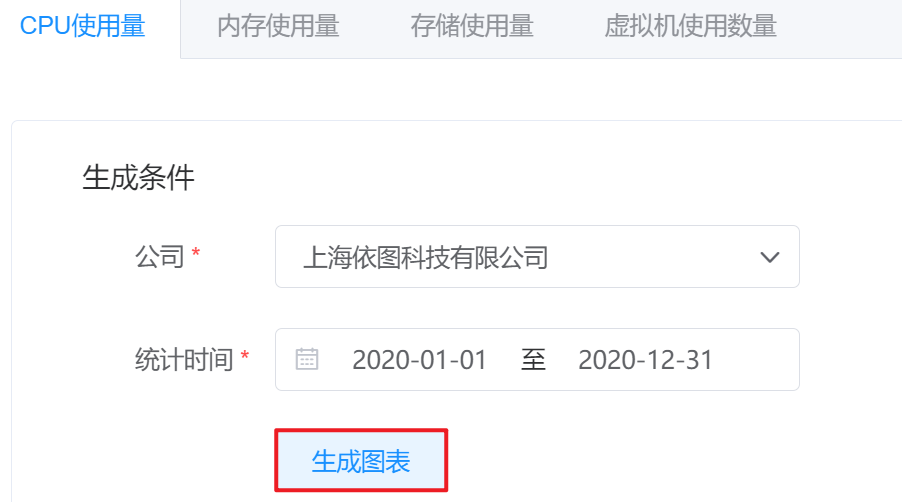 CPU使用量 内存使用量 存储使用量 虚拟机使用数量
生成条件
公司 * 上海依图科技有限公司
统计时间 * 2020-01-01 至 2020-12-31
生成图表